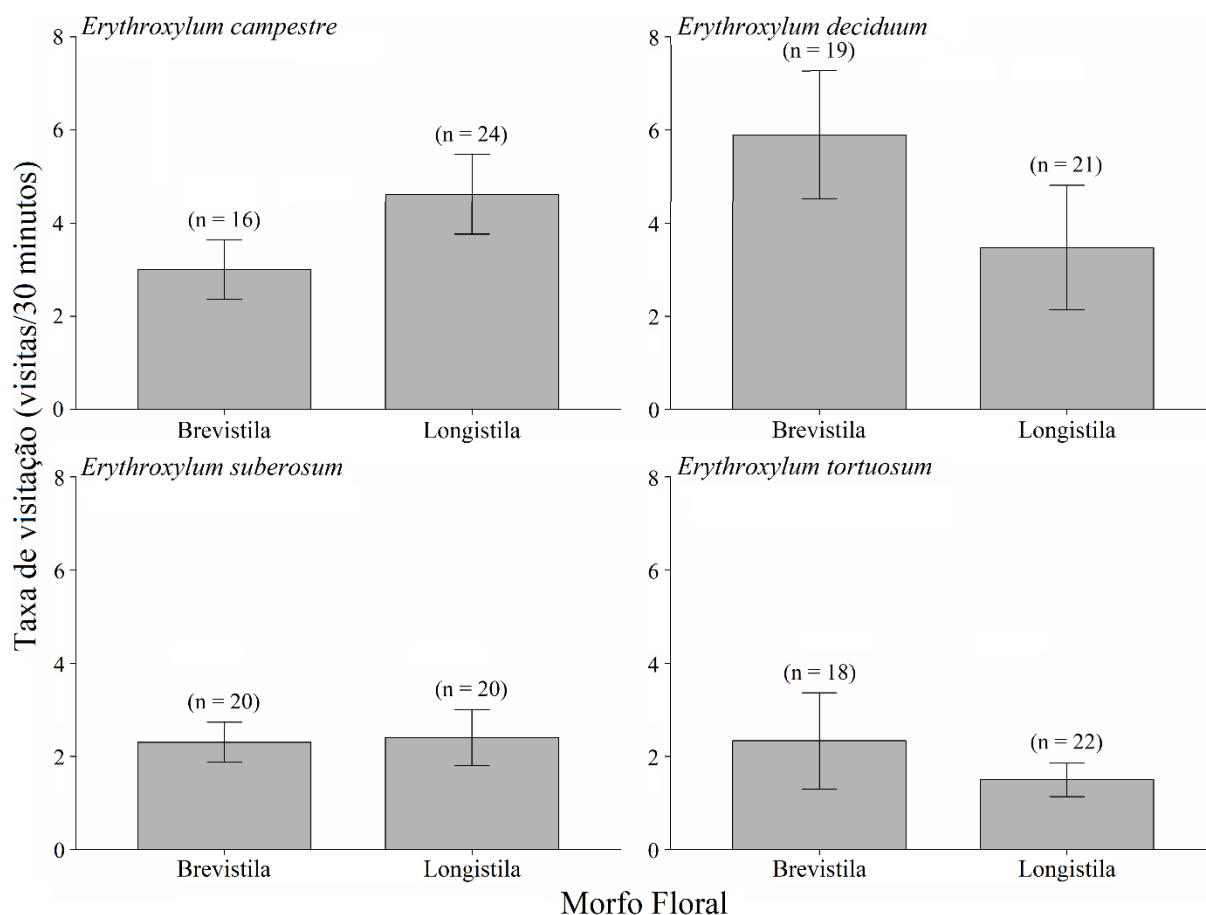 Erythroxylum campestre
8
6
4
2
0
(n = 16)
(n = 24)
Brevistila
Longistila
Erythroxylum deciduum
8
6
4
2
0
(n = 19)
(n = 21)
Brevistila
Longistila
Taxa de visitação (visitas/30 minutos)
Erythroxylum suberosum
8
6
4
2
0
(n = 20)
(n = 20)
Brevistila
Longistila
Erythroxylum tortuosum
8
6
4
2
0
(n = 18)
(n = 22)
Brevistila
Longistila
Morfo Floral